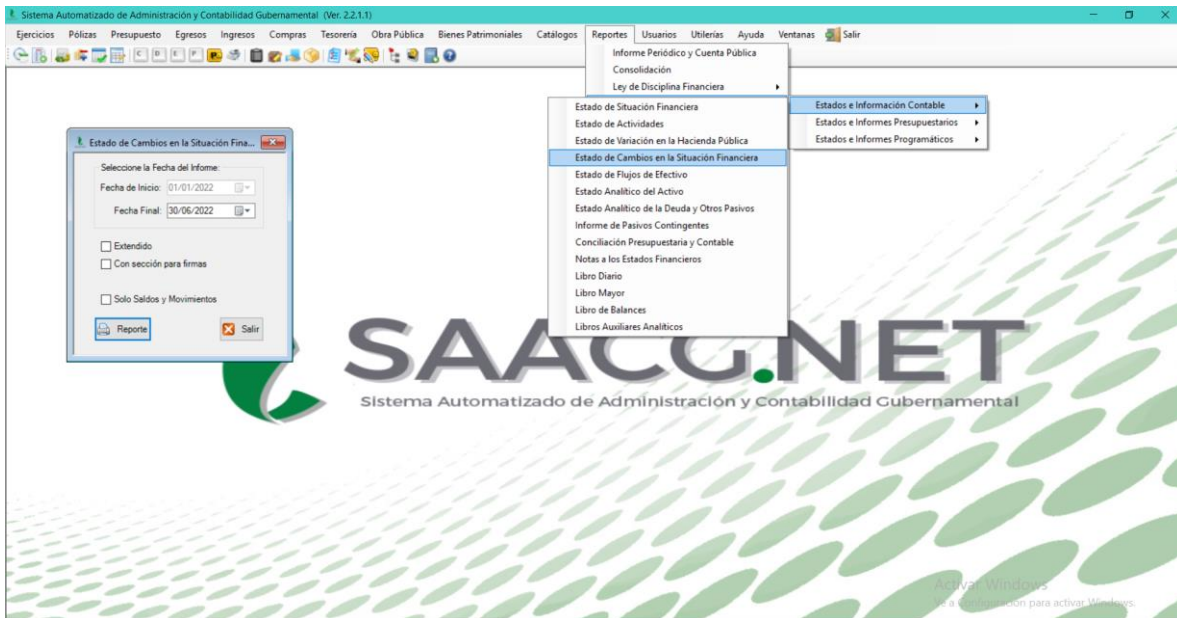 Sistema Automatizado de Administración y Contabilidad Gubernamental (Ver. 2.2.1.1)
Ejercicios Pólizas Presupuesto Egresos Ingresos Compras Tesorería Obra Pública Bienes Patrimoniales Catálogos Reportes Usuarios Utilerías Ayuda Ventanas Salir
C D E P P
Informe Periódico y Cuenta Pública
Consolidación
Ley de Disciplina Financiera
Estados e Información Contable
Estados e Informes Presupuestarios
Estados e Informes Programáticos
Estado de Situación Financiera
Estado de Actividades
Estado de Variación en la Hacienda Pública
Estado de Cambios en la Situación Financiera
Estado de Flujos de Efectivo
Estado Analítico del Activo
Estado Analítico de la Deuda y Otros Pasivos
Informe de Pasivos Contingentes
Conciliación Presupuestaria y Contable
Notas a los Estados Financieros
Libro Diario
Libro Mayor
Libro de Balances
Libros Auxiliares Analíticos
Estado de Cambios en la Situación Fina...
Seleccione la Fecha del Informe:
Fecha de Inicio: 01/01/2022
Fecha Final: 30/06/2022
Extendido
Con sección para firmas
Solo Saldos y Movimientos
Reporte Salir
SAACG.NET
Sistema Automatizado de Administración y Contabilidad Gubernamental
Activar Windows
Ve a Configuración para activar Windows.